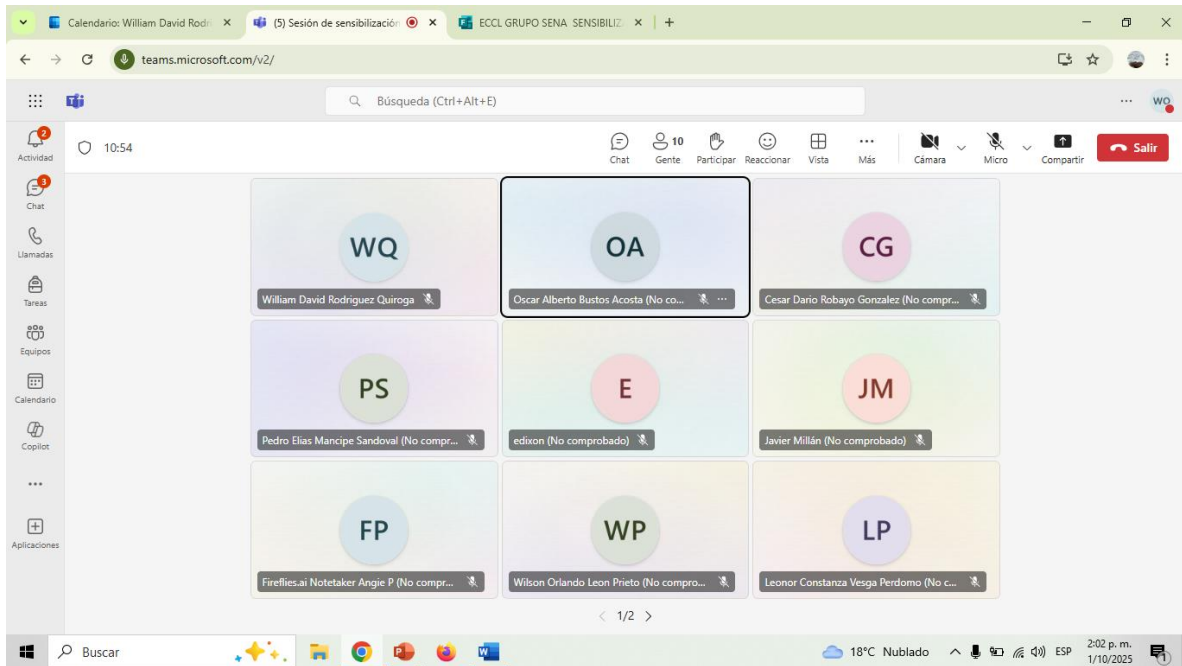 Calendario: William David Rodri
(5) Sesión de sensibilización
ECCL GRUPO SENA SENSIBILIZ
teams.microsoft.com/v2/
Búsqueda (Ctrl+Alt+E)
WQ
2
Actividad
10:54
Chat
10
Gente
Participar
Reaccionar
Vista
Más
Cámara
Micro
Compartir
Salir
3
Chat
Llamadas
Tareas
Equipos
Calendario
Copilot
Aplicaciones
WQ
William David Rodriguez Quiroga
OA
Oscar Alberto Bustos Acosta (No co...
CG
Cesar Dario Robayo Gonzalez (No compr...
PS
Pedro Elias Mancipe Sandoval (No compr...
E
edixon (No comprobado)
JM
Javier Millán (No comprobado)
FP
Fireflies.ai Notetaker Angie P (No compr...
WP
Wilson Orlando Leon Prieto (No compro...
LP
Leonor Constanza Vesga Perdomo (No c...
1/2
Buscar
18°C Nublado
ESP
2:02 p. m.
1/10/2025